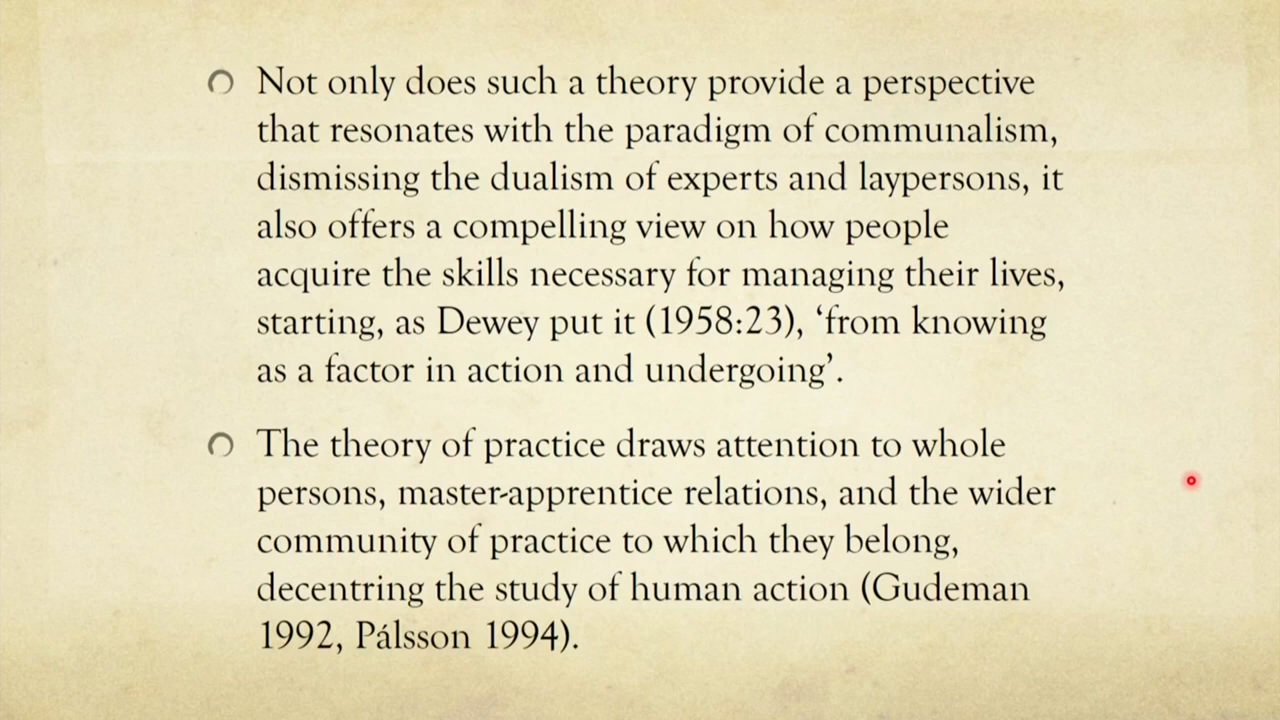 Not only does such a theory provide a perspective
that resonates with the paradigm of communalism,
dismissing the dualism of experts and laypersons, it
also offers a compelling view on how people
acquire the skills necessary for managing their lives,
starting, as Dewey put it (1958:23), ‘from knowing
as a factor in action and undergoing’.
The theory of practice draws attention to whole
persons, master-apprentice relations, and the wider
community of practice to which they belong,
decentring the study of human action (Gudeman
1992, Pálsson 1994).